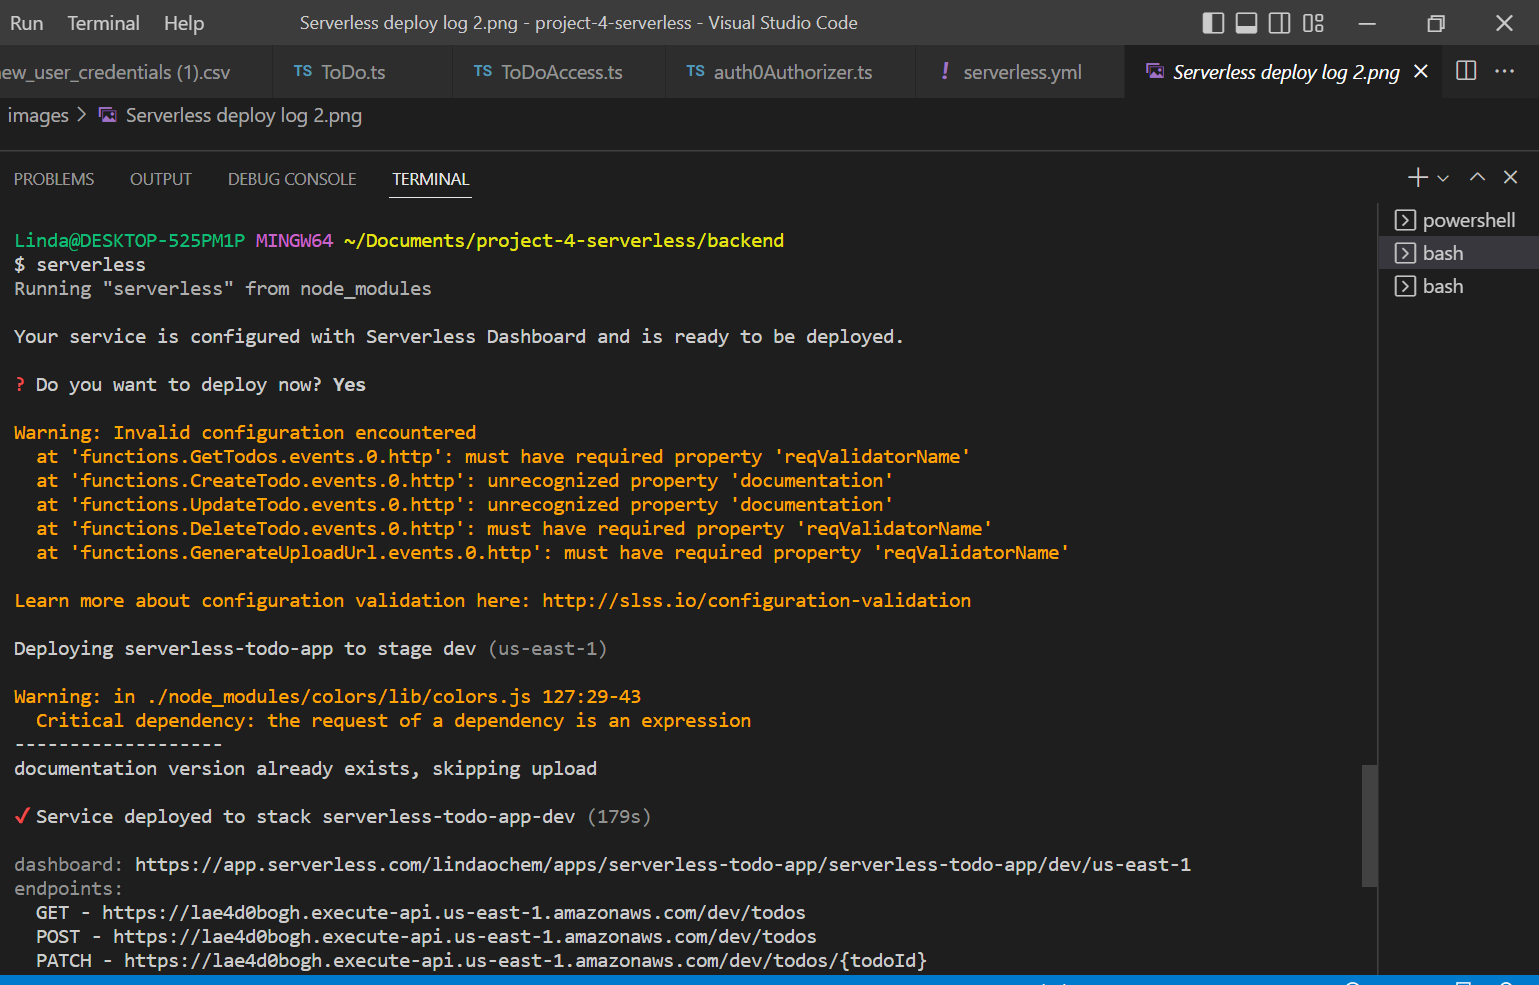 Run Terminal Help Serverless deploy log 2.png - project-4-serverless - Visual Studio Code
ew_user_credentials (1).csv TS ToDo.ts TS ToDoAccess.ts TS auth0Authorizer.ts ! serverless.yml Serverless deploy log 2.png
images > Serverless deploy log 2.png
PROBLEMS OUTPUT DEBUG CONSOLE TERMINAL
powershell
bash
bash
Linda@DESKTOP-525PM1P MINGW64 ~/Documents/project-4-serverless/backend
$ serverless
Running "serverless" from node_modules
Your service is configured with Serverless Dashboard and is ready to be deployed.
? Do you want to deploy now? Yes
Warning: Invalid configuration encountered
at 'functions.GetTodos.events.0.http': must have required property 'reqValidatorName'
at 'functions.CreateTodo.events.0.http': unrecognized property 'documentation'
at 'functions.UpdateTodo.events.0.http': unrecognized property 'documentation'
at 'functions.DeleteTodo.events.0.http': must have required property 'reqValidatorName'
at 'functions.GenerateUploadUrl.events.0.http': must have required property 'reqValidatorName'
Learn more about configuration validation here: http://slss.io/configuration-validation
Deploying serverless-todo-app to stage dev (us-east-1)
Warning: in ./node_modules/colors/lib/colors.js 127:29-43
Critical dependency: the request of a dependency is an expression
-------------------
documentation version already exists, skipping upload
✓ Service deployed to stack serverless-todo-app-dev (179s)
dashboard: https://app.serverless.com/lindaochem/apps/serverless-todo-app/serverless-todo-app/dev/us-east-1
endpoints:
GET - https://lae4d0bogh.execute-api.us-east-1.amazonaws.com/dev/todos
POST - https://lae4d0bogh.execute-api.us-east-1.amazonaws.com/dev/todos
PATCH - https://lae4d0bogh.execute-api.us-east-1.amazonaws.com/dev/todos/{todoId}